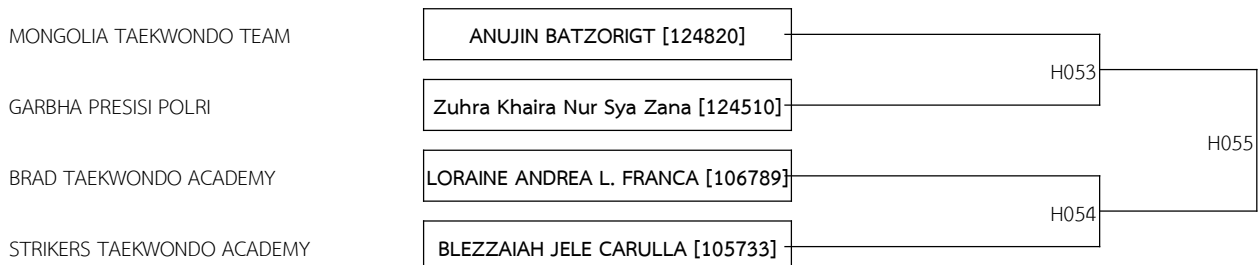 MONGOLIA TAEKWONDO TEAM ANUJIN BATZORIGT [124820]
H053
GARBHA PRESISI POLRI Zuhra Khaira Nur Sya Zana [124510]
H055
BRAD TAEKWONDO ACADEMY LORAINE ANDREA L. FRANCA [106789]
H054
STRIKERS TAEKWONDO ACADEMY BLEZZAIAH JELE CARULLA [105733]